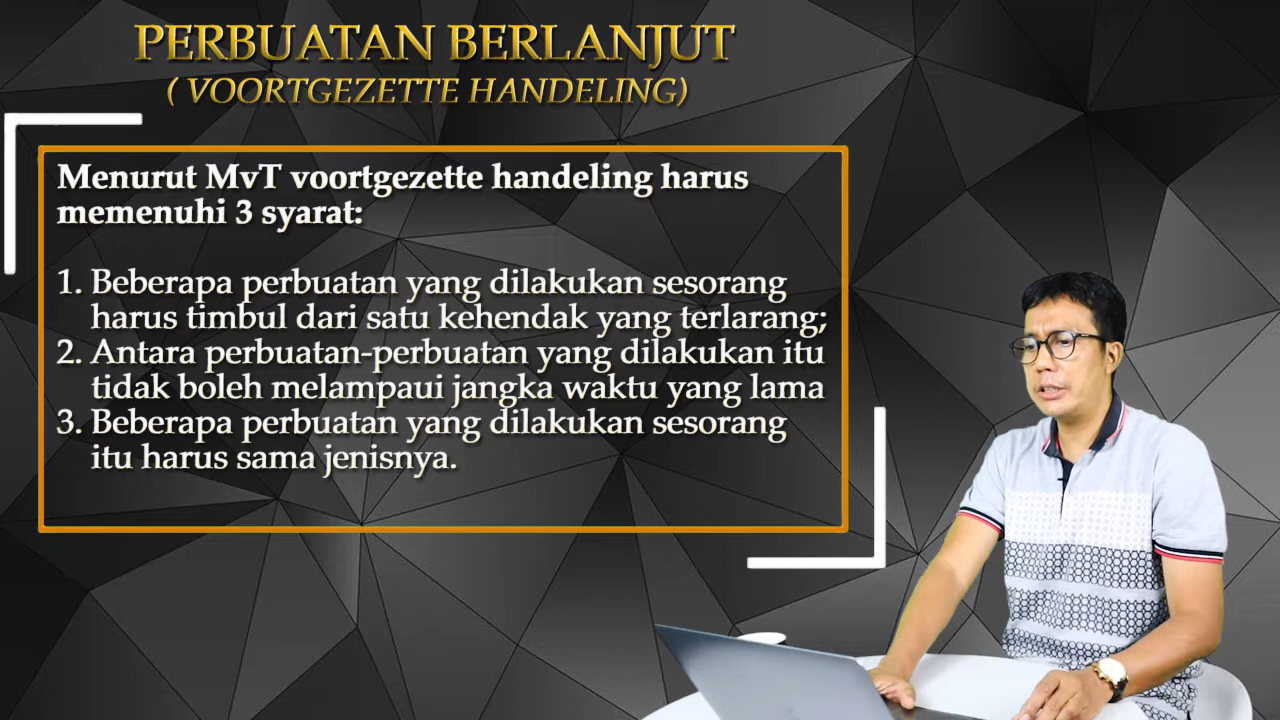 PERBUATAN BERLANJUT
( VOORTGEZETTE HANDELING)
Menurut MvT voortgezette handeling harus
memenuhi 3 syarat:
1. Beberapa perbuatan yang dilakukan sesorang
harus timbul dari satu kehendak yang terlarang;
2. Antara perbuatan-perbuatan yang dilakukan itu
tidak boleh melampaui jangka waktu yang lama
3. Beberapa perbuatan yang dilakukan sesorang
itu harus sama jenisnya.